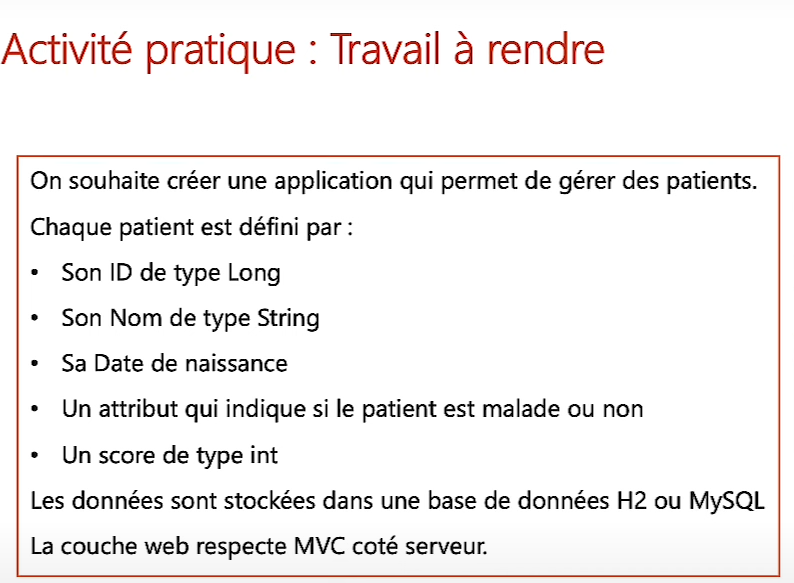 Activité pratique : Travail à rendre
On souhaite créer une application qui permet de gérer des patients.
Chaque patient est défini par :
• Son ID de type Long
• Son Nom de type String
• Sa Date de naissance
• Un attribut qui indique si le patient est malade ou non
• Un score de type int
Les données sont stockées dans une base de données H2 ou MySQL
La couche web respecte MVC coté serveur.